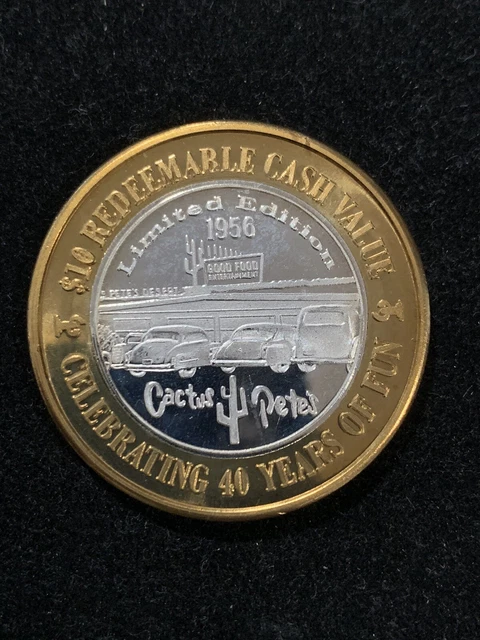 $10 REDEEMABLE CASH VALUE
Limited Edition
1956
GOOD FOOD
ENTERTAINMENT
PETE'S DESERT
Cactus Petes
CELEBRATING 40 YEARS OF FUN